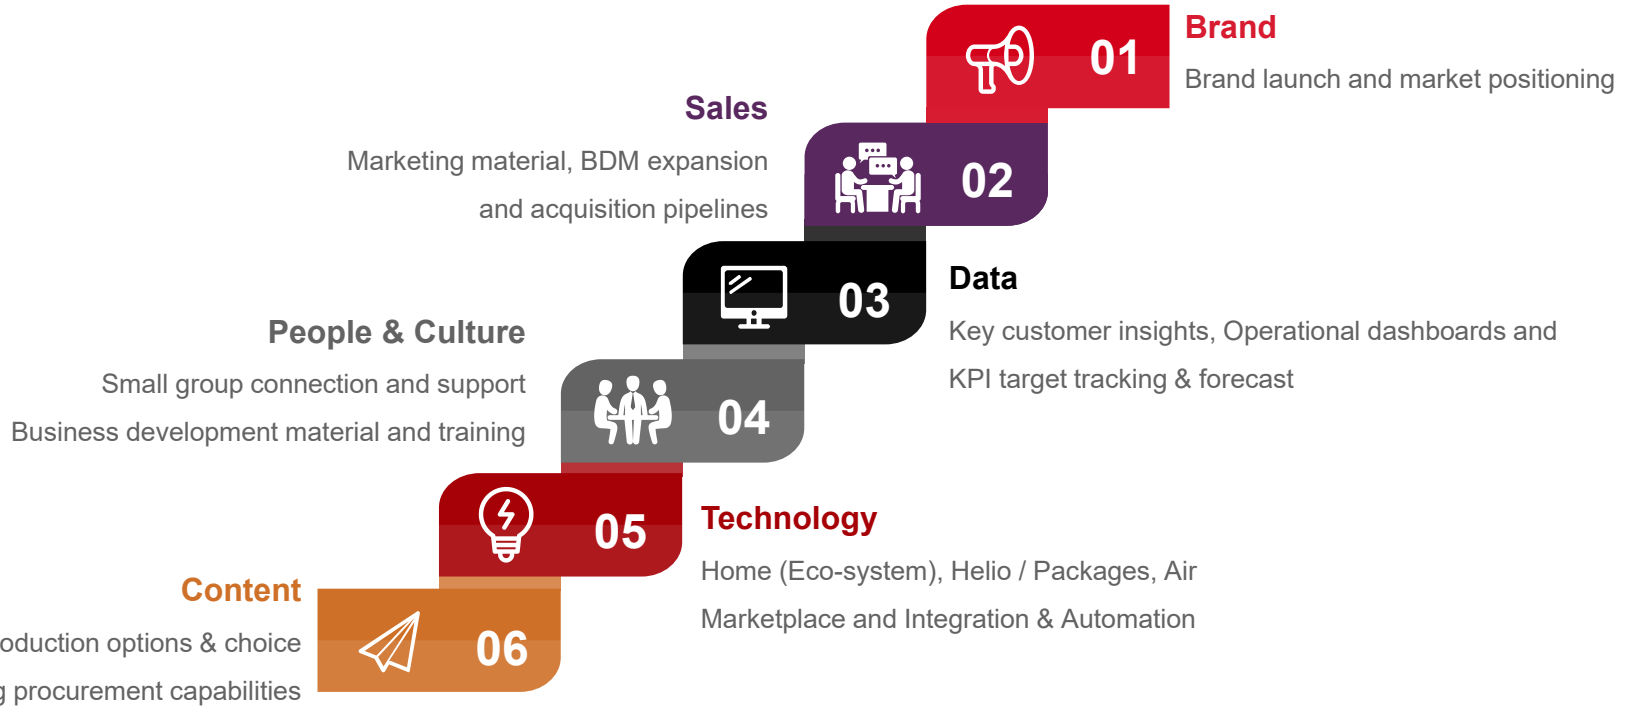 01
Brand
Brand launch and market positioning
02
Sales
Marketing material, BDM expansion
and acquisition pipelines
03
Data
Key customer insights, Operational dashboards and
KPI target tracking & forecast
04
People & Culture
Small group connection and support
Business development material and training
05
Technology
Home (Eco-system), Helio / Packages, Air
Marketplace and Integration & Automation
06
Content
options & choice
procurement capabilities